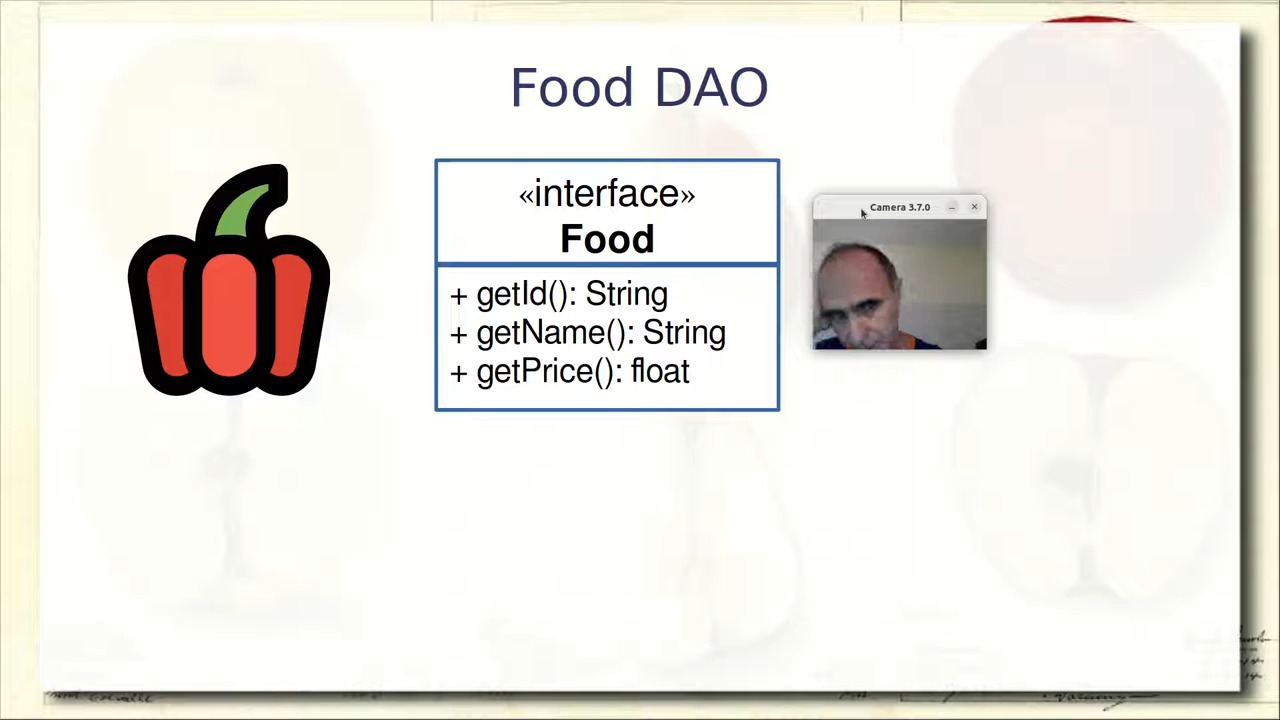 Food DAO
«interface»
Food
+ getId(): String
+ getName(): String
+ getPrice(): float
Camera 3.7.0